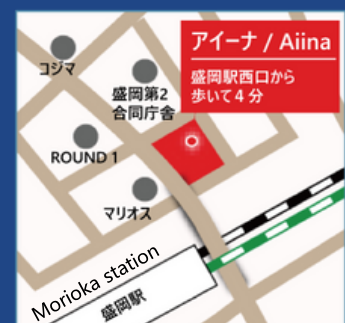 アイーナ / Aiina
盛岡駅西口から
歩いて4 分
コジマ
盛岡第2
合同庁舎
ROUND 1
マリオス
Morioka station
盛岡駅